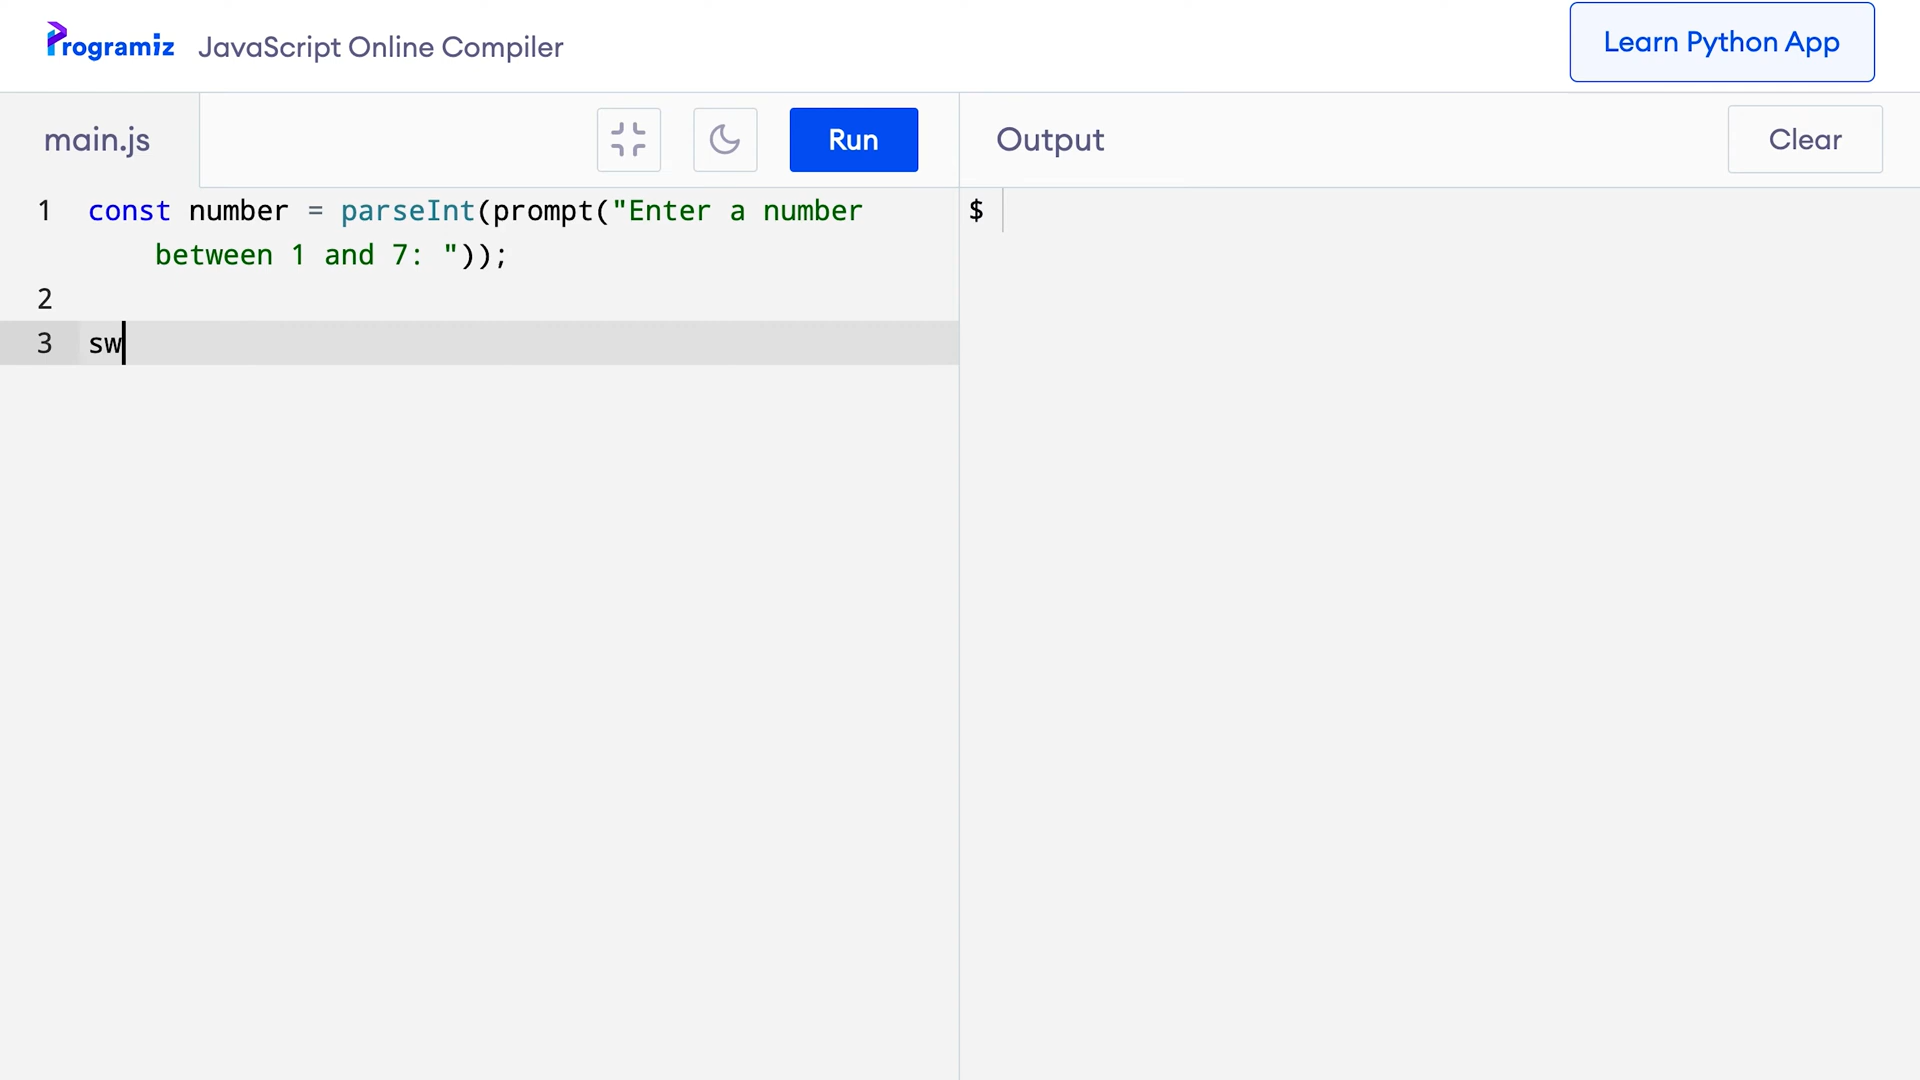 Programiz JavaScript Online Compiler
Learn Python App
main.js
Run
Output
Clear
1 const number = parseInt(prompt("Enter a number
between 1 and 7: "));
2
3 sw
$